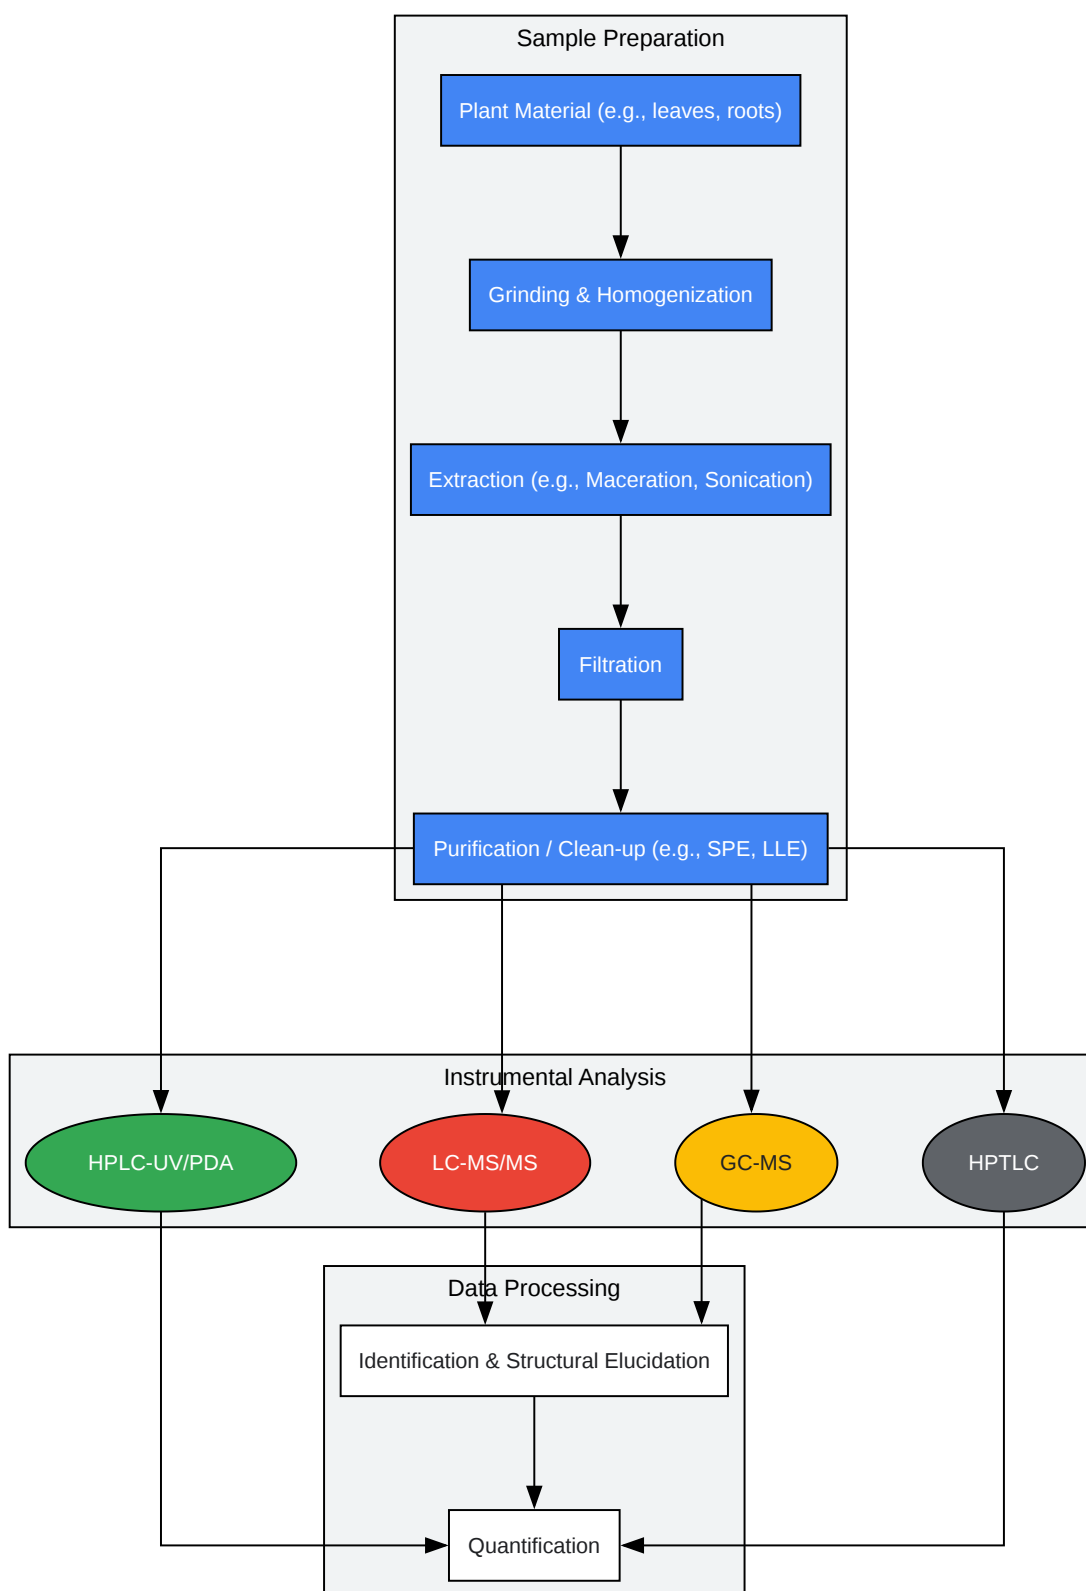 Sample Preparation
Plant Material (e.g., leaves, roots)
Grinding & Homogenization
Extraction (e.g., Maceration, Sonication)
Filtration
Purification / Clean-up (e.g., SPE, LLE)
Instrumental Analysis
HPLC-UV/PDA
LC-MS/MS
GC-MS
HPTLC
Data Processing
Identification & Structural Elucidation
Quantification